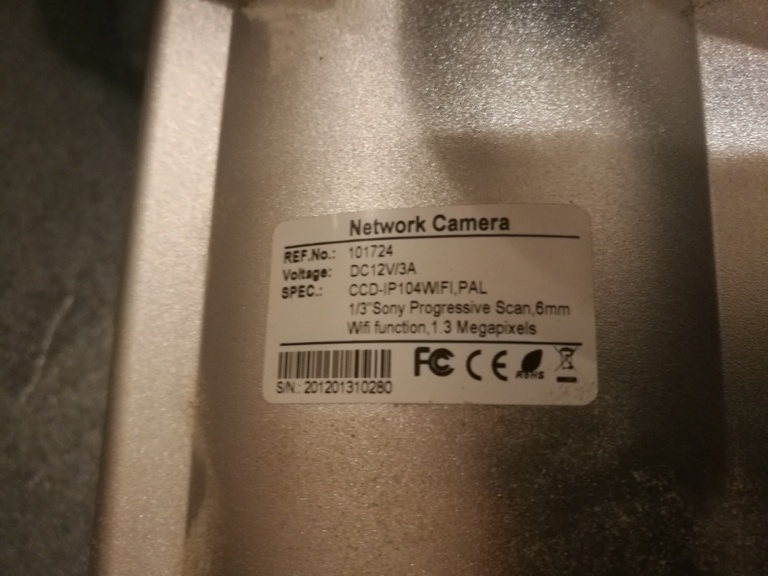 Network Camera
REF.No.: 101724
Voltage: DC12V/3A
SPEC.: CCD-IP104WIFI,PAL
1/3"Sony Progressive Scan,6mm
Wifi function,1.3 Megapixels
FC CE RoHS
S/N.: 201201310280